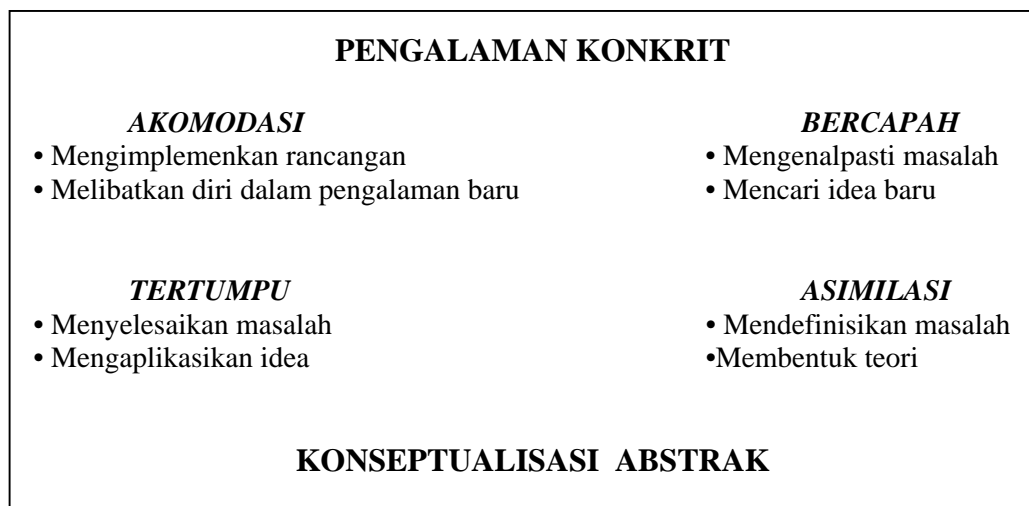 PENGALAMAN KONKRIT
AKOMODASI
• Mengimplemenkan rancangan
• Melibatkan diri dalam pengalaman baru
BERCAPAH
• Mengenalpasti masalah
• Mencari idea baru
TERTUMPU
• Menyelesaikan masalah
• Mengaplikasikan idea
ASIMILASI
• Mendefinisikan masalah
•Membentuk teori
KONSEPTUALISASI ABSTRAK